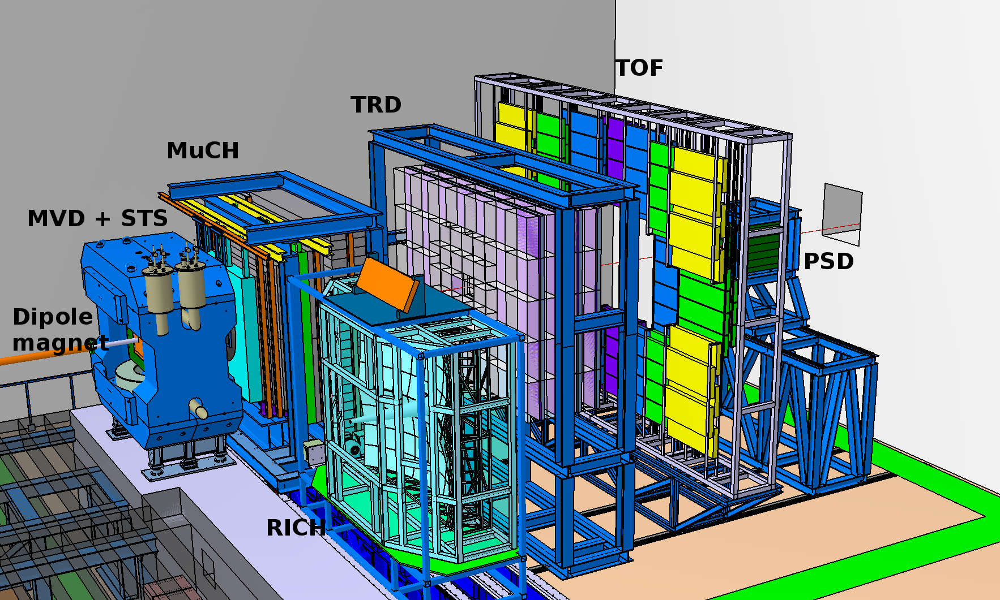 TOF
TRD
MuCH
MVD + STS
PSD
Dipole
magnet
RICH